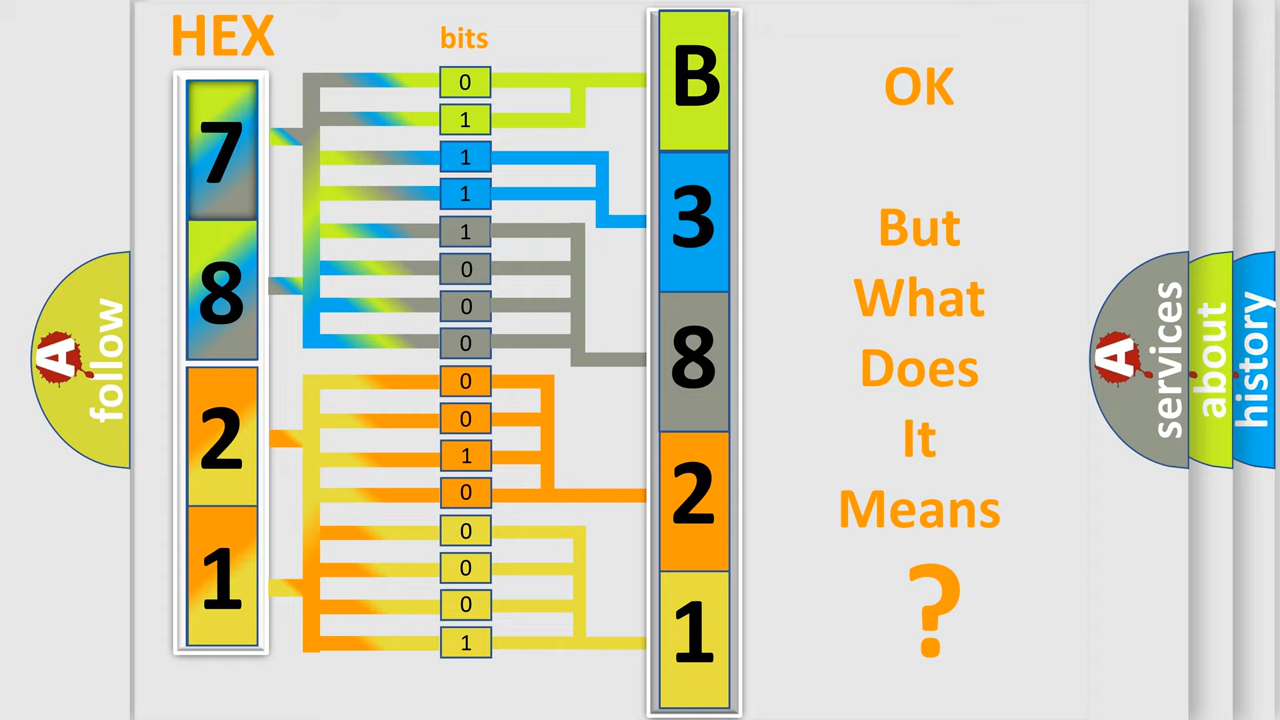 HEX
bits
7
8
2
1
0
1
1
1
1
0
0
0
0
0
1
0
0
0
0
1
B
3
8
2
1
OK
But
What
Does
It
Means
?
A
follow
A
services
about
history